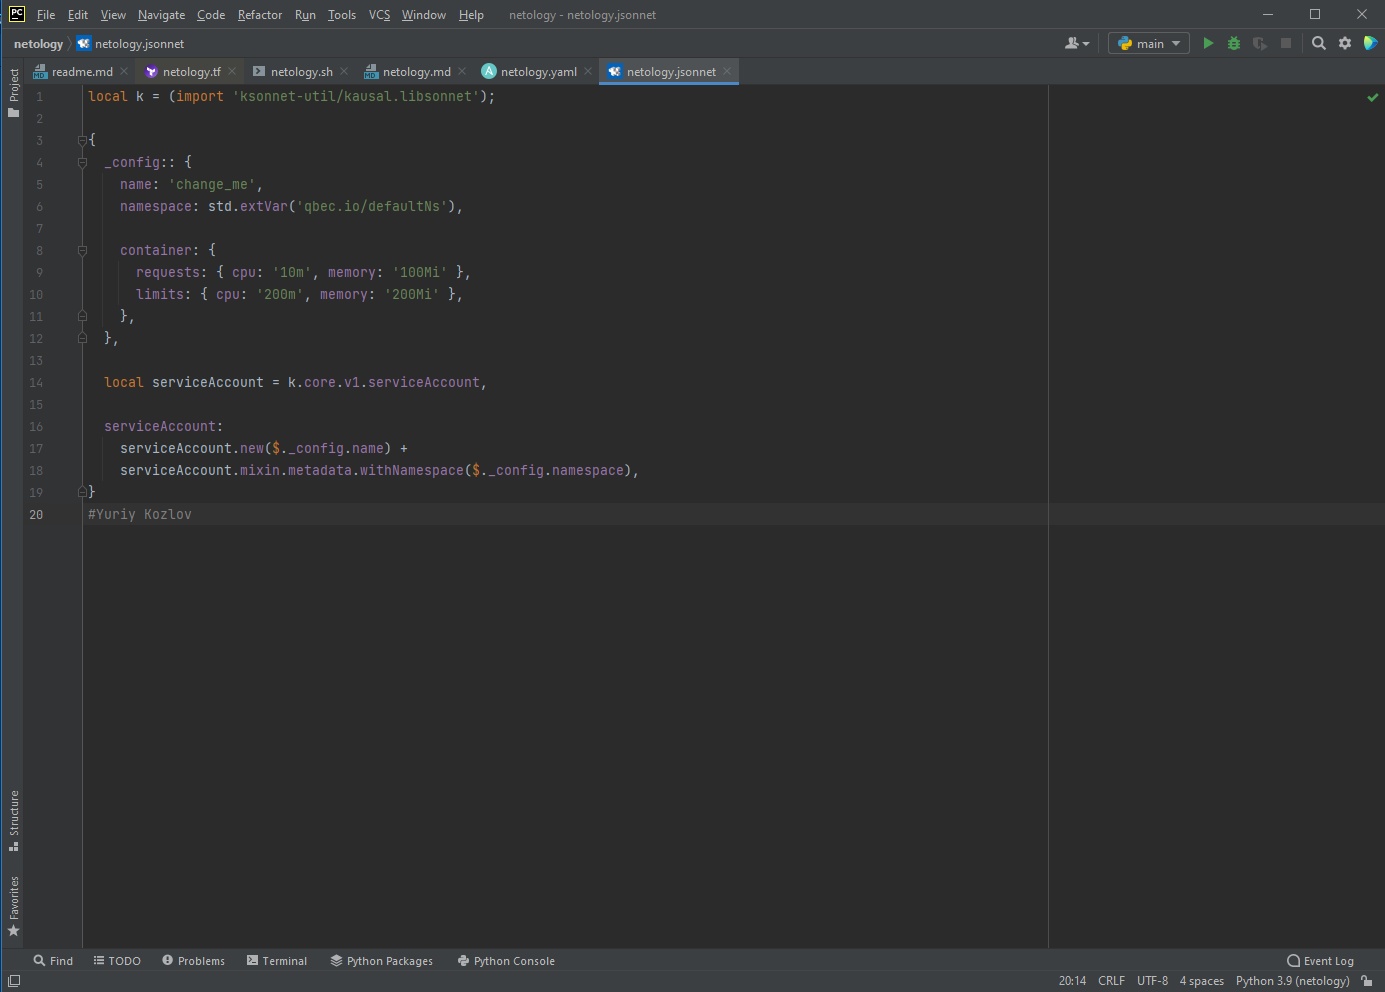 PC File Edit View Navigate Code Refactor Run Tools VCS Window Help netology - netology.jsonnet
netology netology.jsonnet main
readme.md netology.tf netology.sh netology.md netology.yaml netology.jsonnet
Project
1 local k = (import 'ksonnet-util/kausal.libsonnet');
2
3 {
4 _config:: {
5 name: 'change_me',
6 namespace: std.extVar('qbec.io/defaultNs'),
7
8 container: {
9 requests: { cpu: '10m', memory: '100Mi' },
10 limits: { cpu: '200m', memory: '200Mi' },
11 },
12 },
13
14 local serviceAccount = k.core.v1.serviceAccount,
15
16 serviceAccount:
17 serviceAccount.new($._config.name) +
18 serviceAccount.mixin.metadata.withNamespace($._config.namespace),
19 }
20 #Yuriy Kozlov
Structure
Favorites
Find TODO Problems Terminal Python Packages Python Console Event Log
20:14 CRLF UTF-8 4 spaces Python 3.9 (netology)